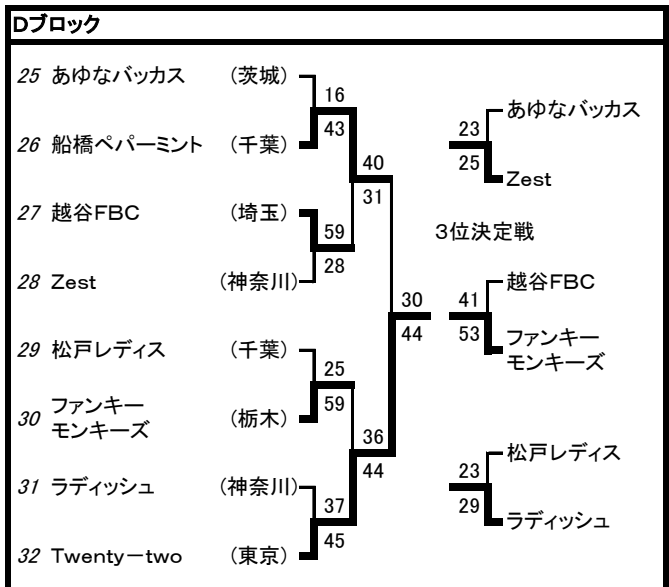 Dブロック
25 あゆなバッカス (茨城)
16
43
26 船橋ペパーミント (千葉)
40
31
27 越谷FBC (埼玉)
59
28
28 Zest (神奈川)
30
44
29 松戸レディス (千葉)
25
59
30 ファンキー
モンキーズ (栃木)
36
44
31 ラディッシュ (神奈川)
37
45
32 Twenty-two (東京)
あゆなバッカス
23
25
Zest
3位決定戦
越谷FBC
41
53
ファンキー
モンキーズ
松戸レディス
23
29
ラディッシュ